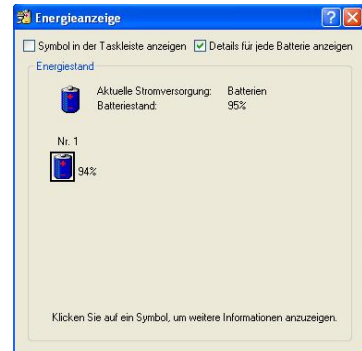 Energieanzeige
Symbol in der Taskleiste anzeigen Details für jede Batterie anzeigen
Energiestand
Aktuelle Stromversorgung: Batterien
Batteriestand: 95%
Nr. 1
94%
Klicken Sie auf ein Symbol, um weitere Informationen anzuzeigen.